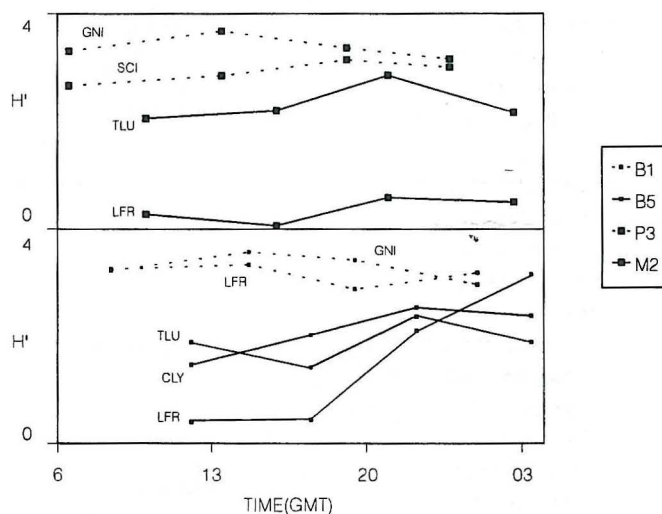 4
GNI
SCI
H'
TLU
LFR
0
4
GNI
LFR
H'
TLU
CLY
LFR
0
6 13 20 03
TIME(GMT)
B1
B5
P3
M2